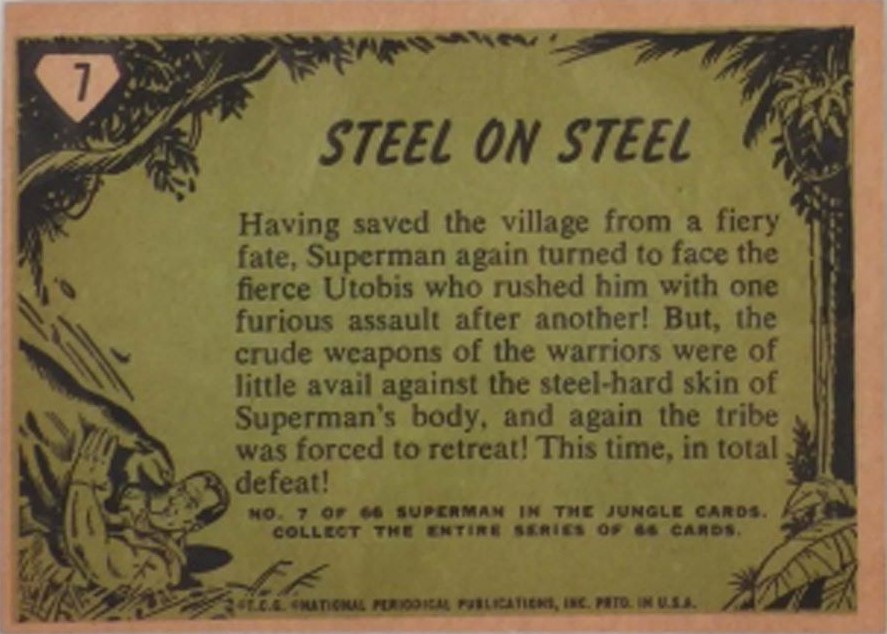 7
STEEL ON STEEL
Having saved the village from a fiery
fate, Superman again turned to face the
fierce Utobis who rushed him with one
furious assault after another! But, the
crude weapons of the warriors were of
little avail against the steel-hard skin of
Superman's body, and again the tribe
was forced to retreat! This time, in total
defeat!
NO. 7 OF 66 SUPERMAN IN THE JUNGLE CARDS.
COLLECT THE ENTIRE SERIES OF 66 CARDS.
T.C.G. ©NATIONAL PERIODICAL PUBLICATIONS, INC. PRTD. IN U.S.A.